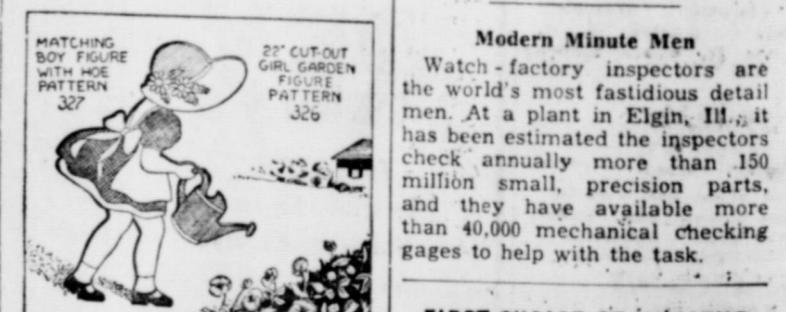 MATCHING
BOY FIGURE
WITH HOE
PATTERN
327
22" CUT-OUT
GIRL GARDEN
FIGURE
PATTERN
326
Modern Minute Men
Watch-factory inspectors are
the world's most fastidious detail
men. At a plant in Elgin, Ill., it
has been estimated the inspectors
check annually more than 150
million small, precision parts,
and they have available more
than 40,000 mechanical checking
gages to help with the task.